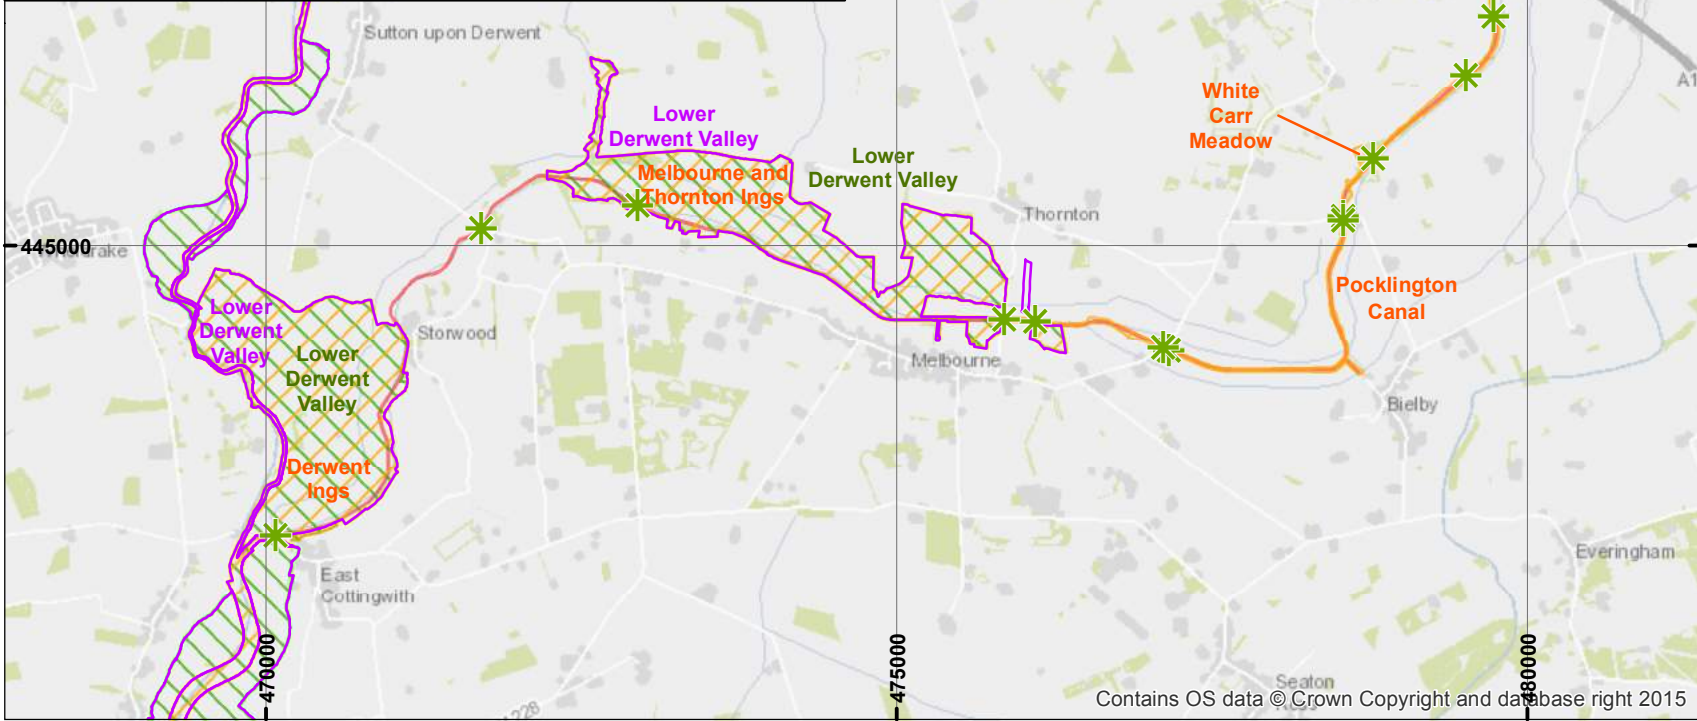 Sutton upon Derwent
A1
White
Carr
Meadow
Lower
Derwent Valley
Lower
Derwent Valley
Melbourne and
Thornton Ings
Thornton
445000
Pocklington
Canal
Lower
Derwent
Valley
Storwood
Lower
Derwent
Valley
Melbourne
Bielby
Derwent
Ings
Everingham
East
Cottingwith
470000
475000
480000
Seaton
Contains OS data © Crown Copyright and database right 2015